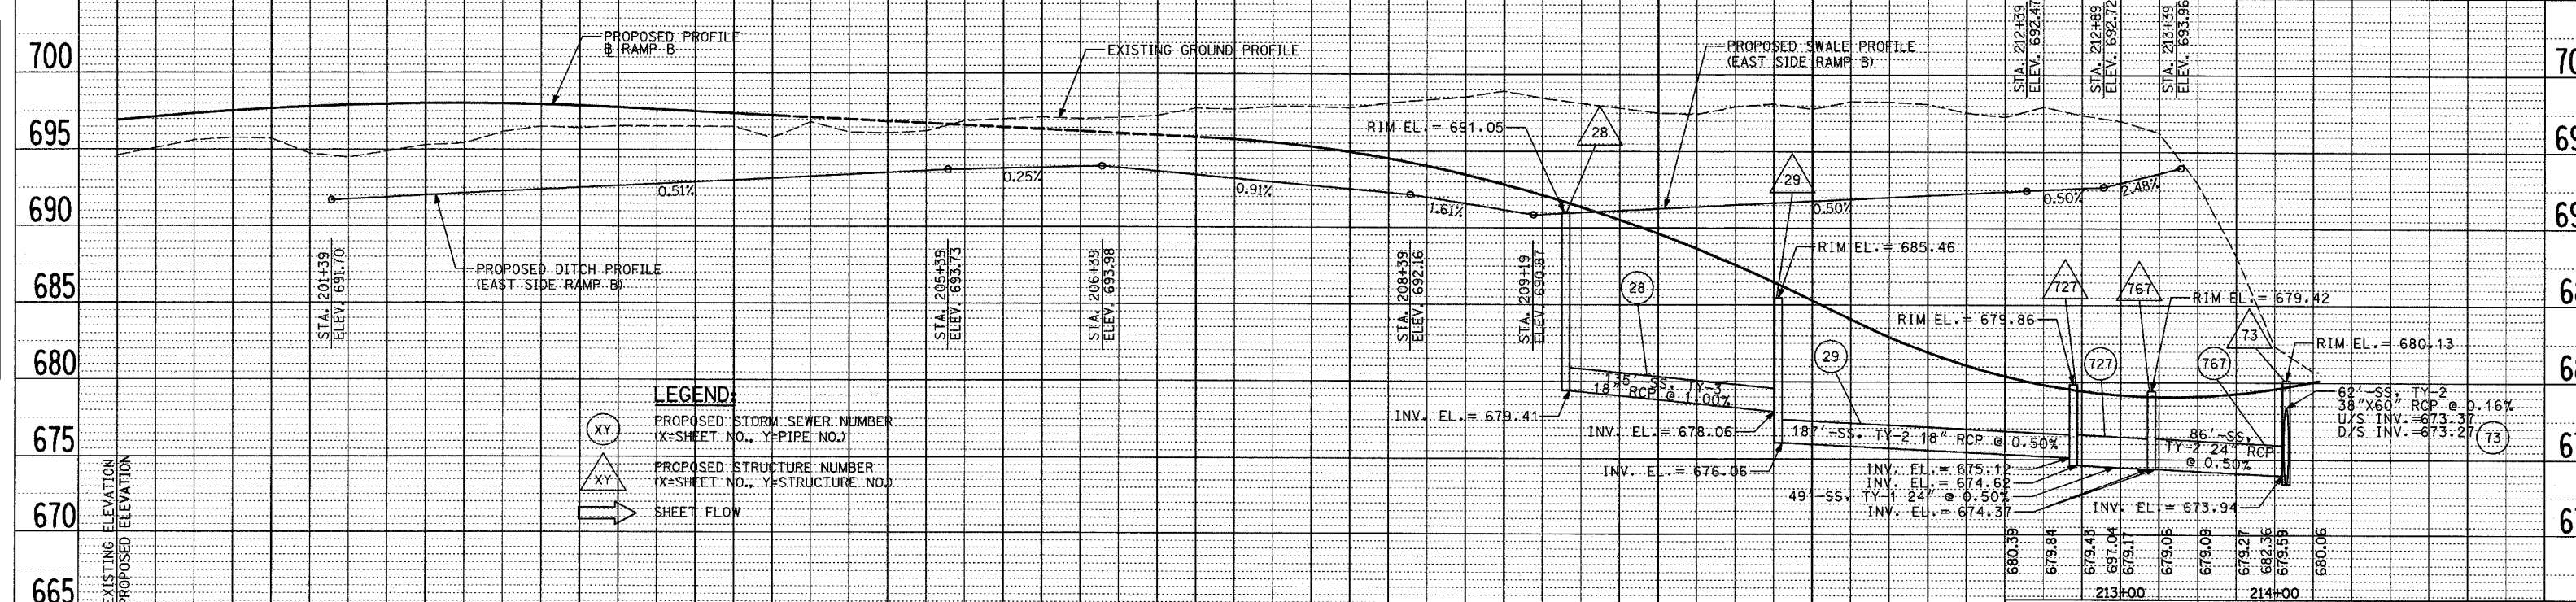 STA. 212+39
ELEV. 692.47
STA. 212+89
ELEV. 692.72
STA. 213+39
ELEV. 693.96
700
695
690
685
680
675
670
665
PROPOSED PROFILE
RAMP B
EXISTING GROUND PROFILE
PROPOSED SWALE PROFILE
(EAST SIDE RAMP B)
RIM EL.= 691.05
28
29
0.51%
0.25%
0.91%
1.61%
0.50%
0.50%
2.48%
PROPOSED DITCH PROFILE
(EAST SIDE RAMP B)
STA. 201+39
ELEV. 691.70
STA. 205+39
ELEV. 693.73
STA. 206+39
ELEV. 693.98
STA. 208+39
ELEV. 692.16
STA. 209+19
ELEV. 690.87
RIM EL.= 685.46
28
727
767
RIM EL.= 679.42
RIM EL.= 679.86
73
RIM EL.= 680.13
29
727
767
135'-SS, TY-3
18" RCP @ 1.00%
62'-SS, TY-2
38"X60" RCP @ 0.16%
U/S INV.=673.37
D/S INV.=673.27
73
INV. EL.= 679.41
INV. EL.= 678.06
187'-SS, TY-2 18" RCP @ 0.50%
86'-SS,
TY-2 24" RCP
@ 0.50%
INV. EL.= 676.06
INV. EL.= 675.12
INV. EL.= 674.62
49'-SS, TY-1 24" @ 0.50%
INV. EL.= 674.37
INV. EL.= 673.94
LEGEND:
XY
PROPOSED STORM SEWER NUMBER
(X=SHEET NO., Y=PIPE NO.)
XY
PROPOSED STRUCTURE NUMBER
(X=SHEET NO., Y=STRUCTURE NO.)
SHEET FLOW
EXISTING ELEVATION
PROPOSED ELEVATION
680.39
679.84
679.43
697.04
679.17
679.06
679.09
679.27
682.36
679.59
680.06
213+00
214+00